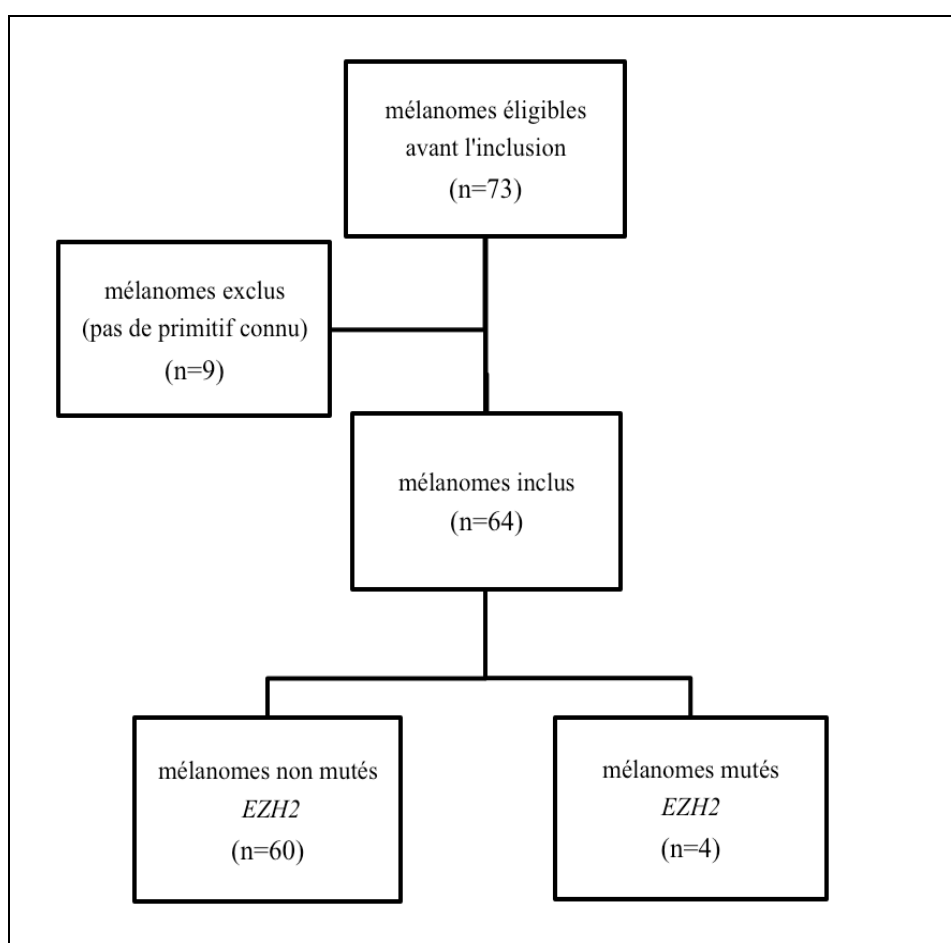 mélanomes éligibles
avant l'inclusion
(n=73)
mélanomes exclus
(pas de primitif connu)
(n=9)
mélanomes inclus
(n=64)
mélanomes non mutés
EZH2
(n=60)
mélanomes mutés
EZH2
(n=4)